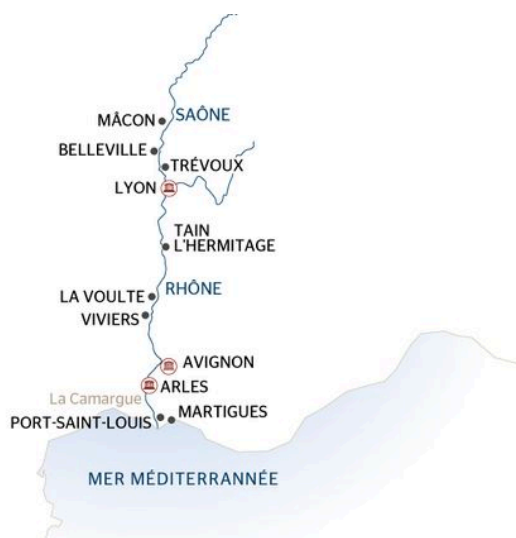 SAÔNE
MÂCON
BELLEVILLE
TRÉVOUX
LYON
TAIN
L'HERMITAGE
RHÔNE
LA VOULTE
VIVIERS
AVIGNON
ARLES
La Camargue
MARTIGUES
PORT-SAINT-LOUIS
MER MÉDITERRANNÉE